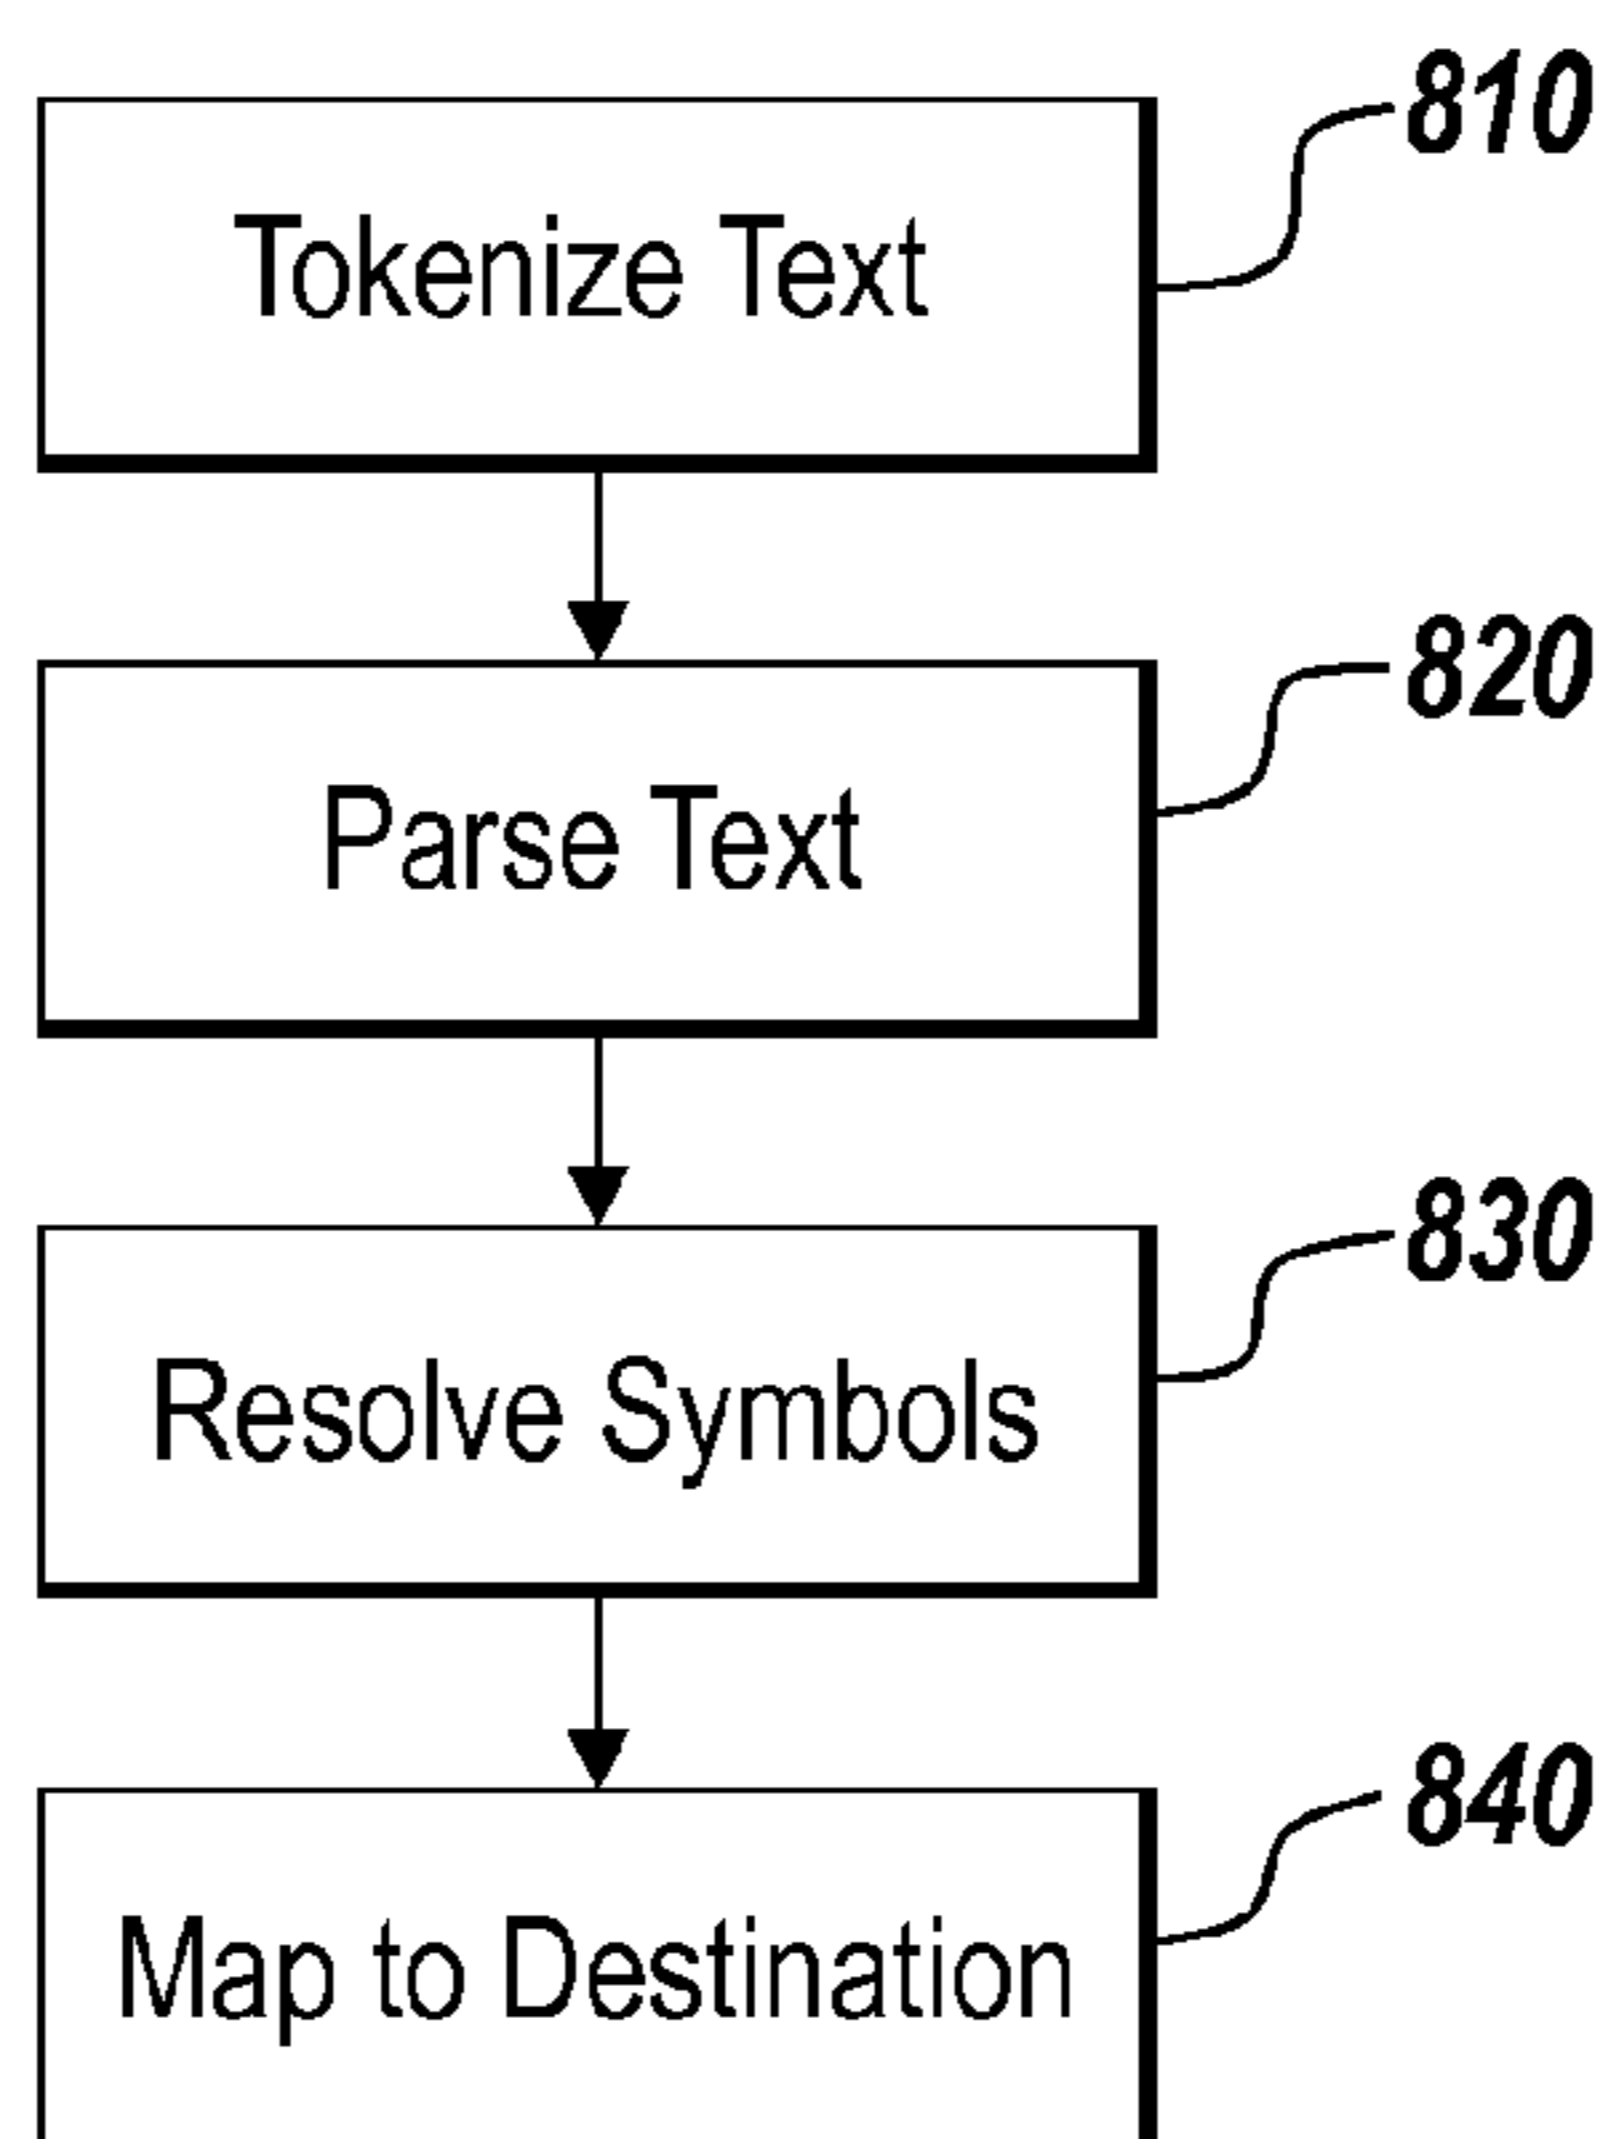 810
Tokenize Text
820
Parse Text
830
Resolve Symbols
840
Map to Destination